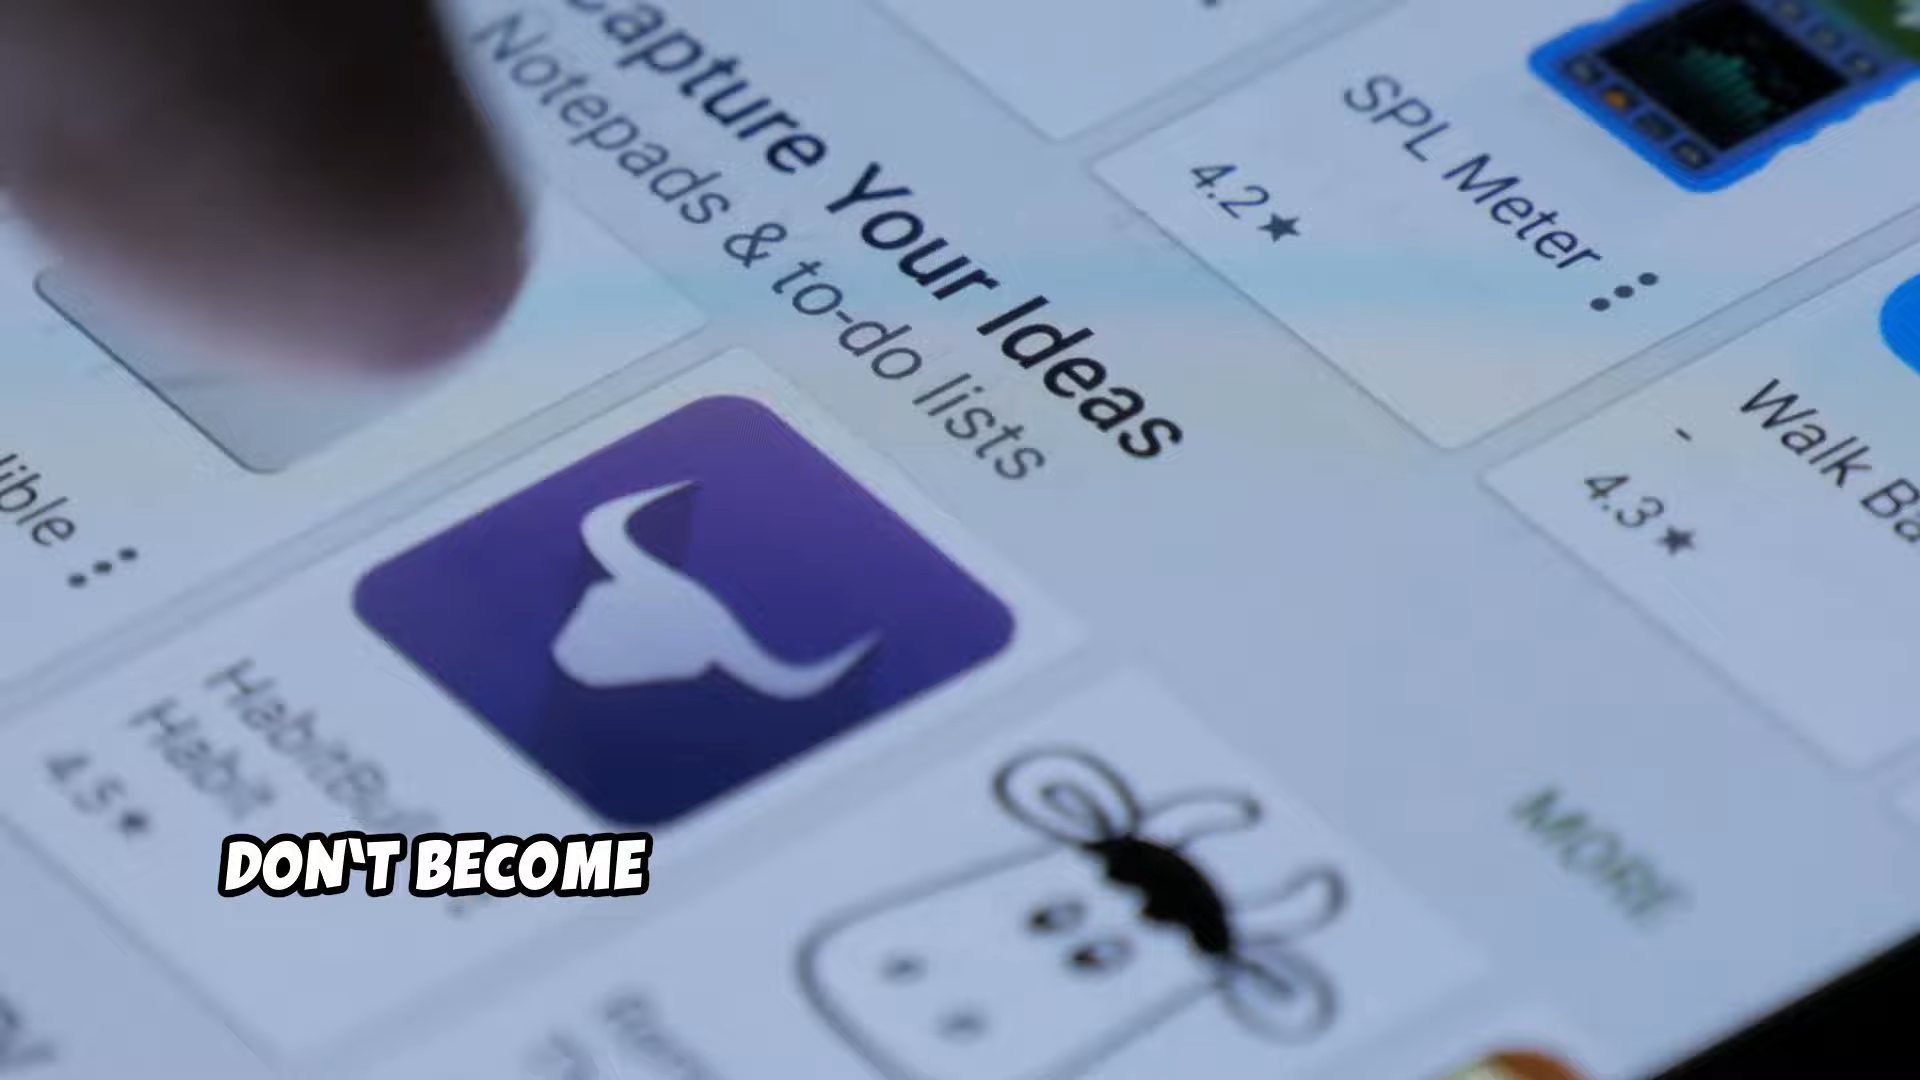 Capture Your Ideas
Notepads & to-do lists
SPL Meter
4.2★
Walk
4.3★
HabitBull
Habit
4.5★
MORE
DON'T BECOME